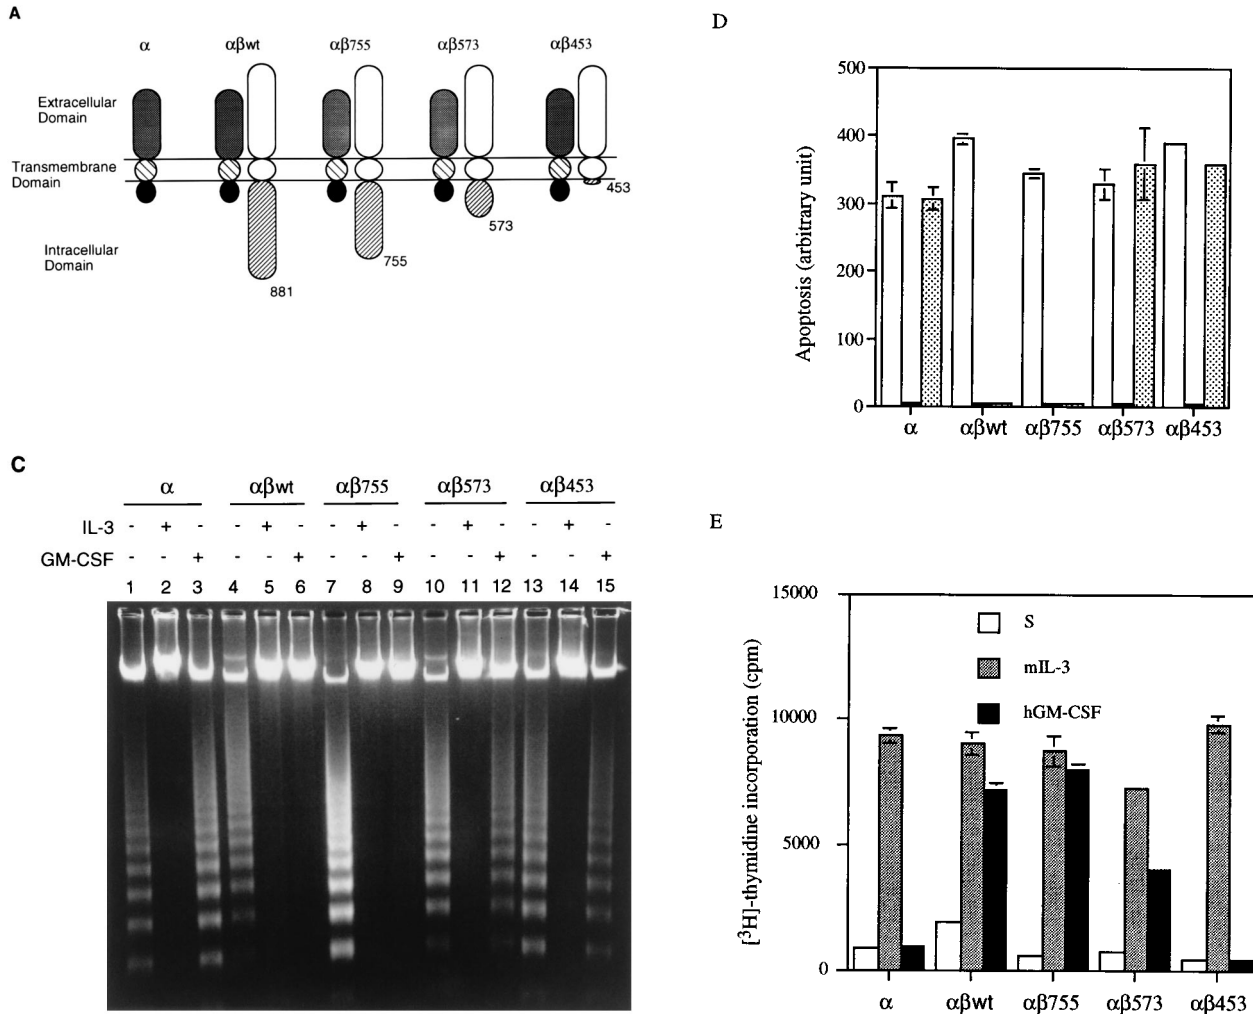 A
α αβwt αβ755 αβ573 αβ453
Extracellular
Domain
Transmembrane
Domain
Intracellular
Domain
453
573
755
881
C
α αβwt αβ755 αβ573 αβ453
IL-3 - + - - + - - + - - + - - + -
GM-CSF - - + - - + - - + - - + - - +
1 2 3 4 5 6 7 8 9 10 11 12 13 14 15
D
Apoptosis (arbitrary unit)
500
400
300
200
100
0
α αβwt αβ755 αβ573 αβ453
E
[³H]-thymidine incorporation (cpm)
15000
10000
5000
0
S
mIL-3
hGM-CSF
α αβwt αβ755 αβ573 αβ453